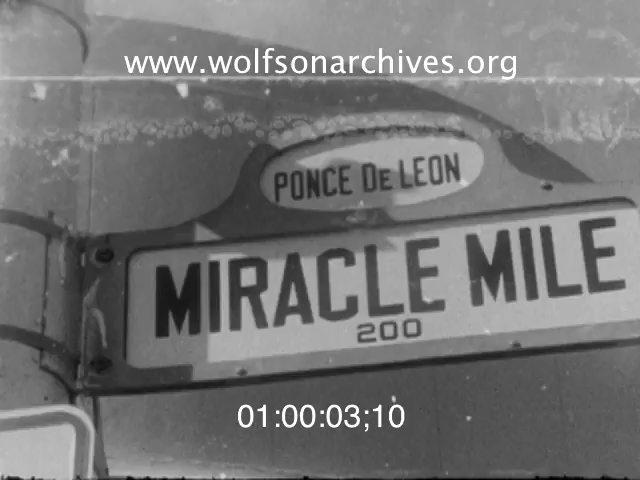 www.wolfsonarchives.org
PONCE DE LEON
MIRACLE MILE
200
01:00:03;10